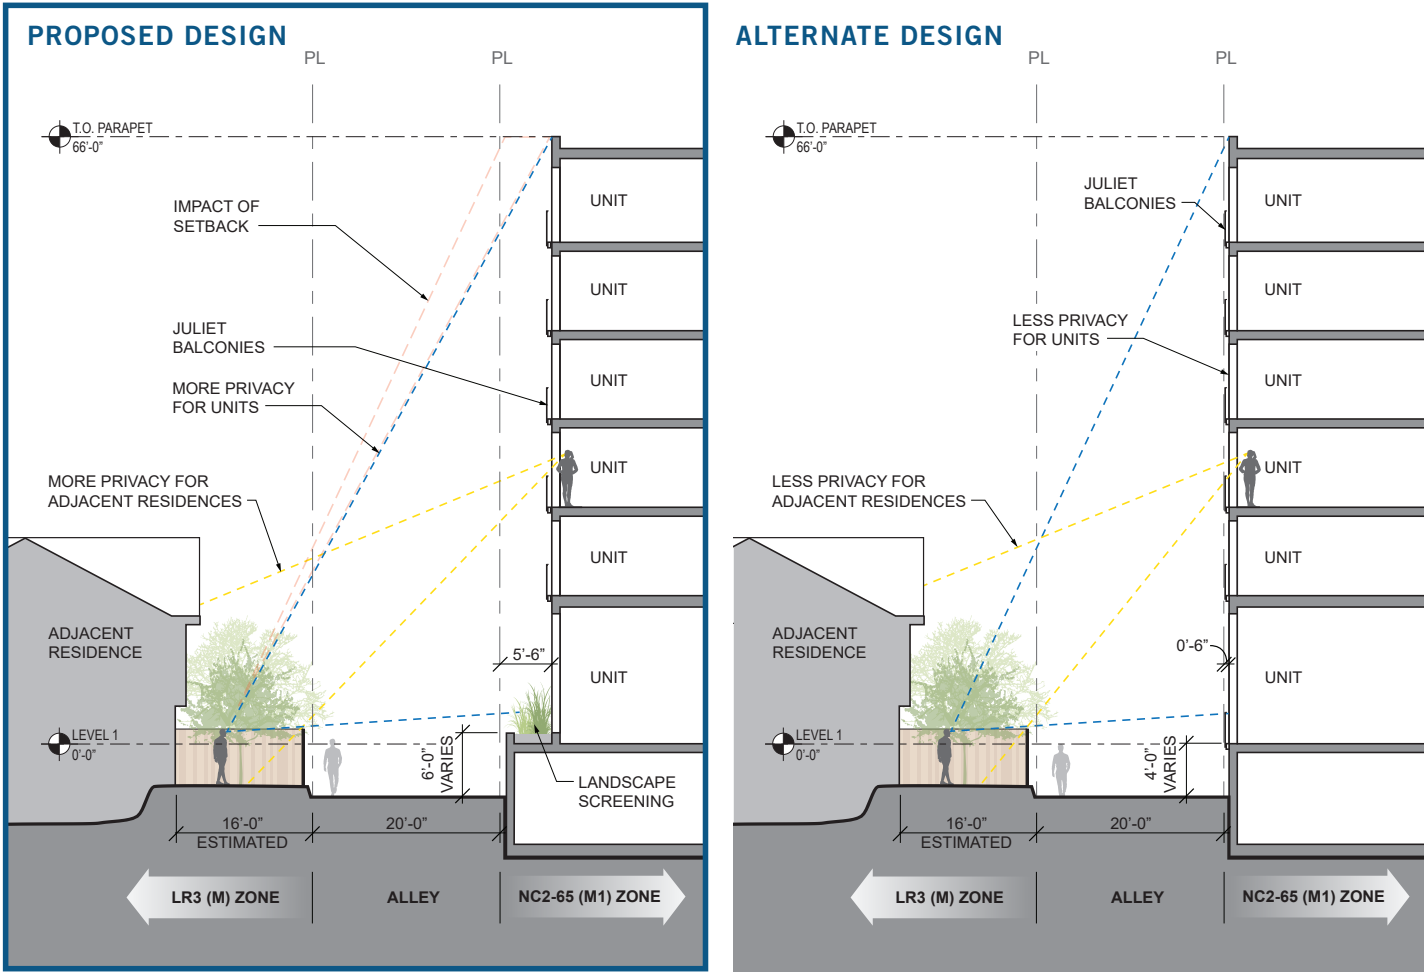 PROPOSED DESIGN
PL
PL
T.O. PARAPET
66'-0"
IMPACT OF
SETBACK
JULIET
BALCONIES
MORE PRIVACY
FOR UNITS
MORE PRIVACY FOR
ADJACENT RESIDENCES
UNIT
UNIT
UNIT
UNIT
UNIT
UNIT
ADJACENT
RESIDENCE
5'-6"
LEVEL 1
0'-0"
6'-0"
VARIES
LANDSCAPE
SCREENING
16'-0"
ESTIMATED
20'-0"
LR3 (M) ZONE
ALLEY
NC2-65 (M1) ZONE
ALTERNATE DESIGN
PL
PL
T.O. PARAPET
66'-0"
JULIET
BALCONIES
LESS PRIVACY
FOR UNITS
LESS PRIVACY FOR
ADJACENT RESIDENCES
UNIT
UNIT
UNIT
UNIT
UNIT
UNIT
ADJACENT
RESIDENCE
0'-6"
LEVEL 1
0'-0"
4'-0"
VARIES
16'-0"
ESTIMATED
20'-0"
LR3 (M) ZONE
ALLEY
NC2-65 (M1) ZONE